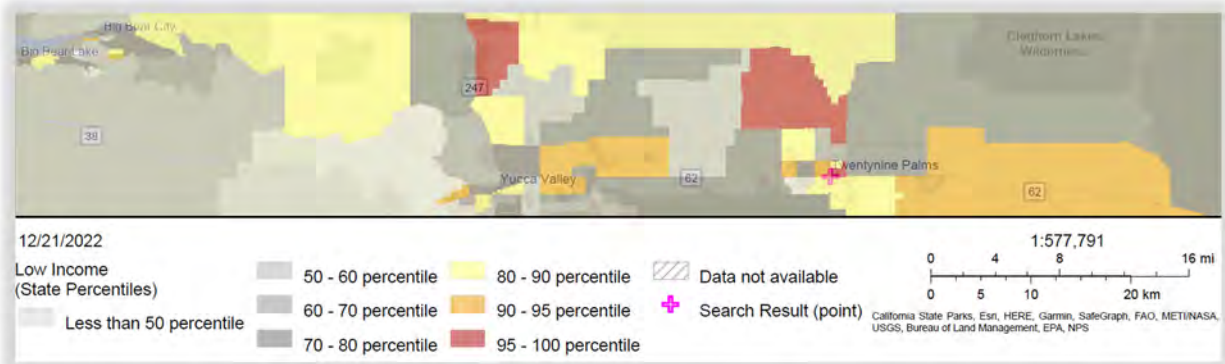 Big Bear City
Big Bear Lake
Cleghorn Lakes
Wilderness
247
38
Twentynine Palms
Yucca Valley
62
62
12/21/2022
1:577,791
Low Income
(State Percentiles)
Less than 50 percentile
50 - 60 percentile
60 - 70 percentile
70 - 80 percentile
80 - 90 percentile
90 - 95 percentile
95 - 100 percentile
Data not available
Search Result (point)
0 4 8 16 mi
0 5 10 20 km
California State Parks, Esri, HERE, Garmin, SafeGraph, FAO, METI/NASA,
USGS, Bureau of Land Management, EPA, NPS